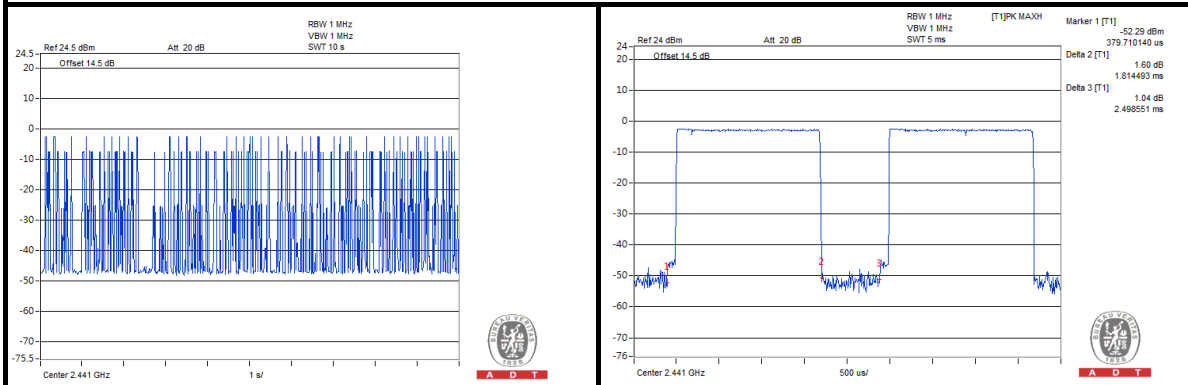 RBW 1 MHz
VBW 1 MHz
Ref 24.5 dBm Att 20 dB SWT 10 s
24.5
Offset 14.5 dB
20
10
0
-10
-20
-30
-40
-50
-60
-70
-75.5
Center 2.441 GHz 1 s/
BUREAU VERITAS
1828
A D T
RBW 1 MHz [T1]PK MAXH
VBW 1 MHz
Ref 24 dBm Att 20 dB SWT 5 ms
Marker 1 [T1]
-52.29 dBm
379.710140 us
Delta 2 [T1]
1.60 dB
1.814493 ms
Delta 3 [T1]
1.04 dB
2.498551 ms
24
Offset 14.5 dB
20
10
0
-10
-20
-30
-40
-50
-60
-70
-76
1
2
3
Center 2.441 GHz 500 us/
BUREAU VERITAS
1828
A D T